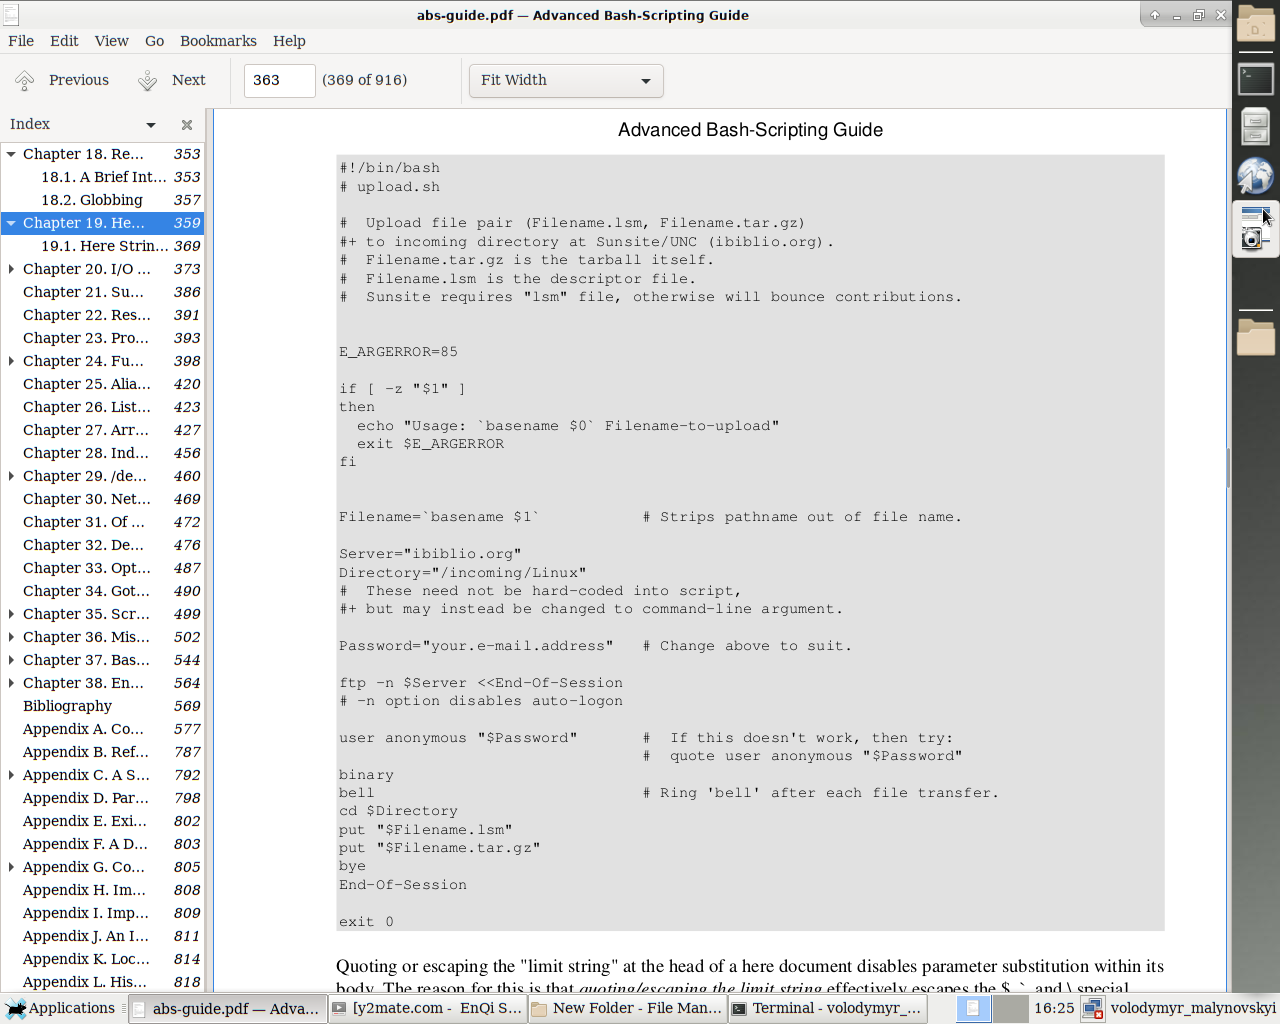 abs-guide.pdf — Advanced Bash-Scripting Guide
File Edit View Go Bookmarks Help
Previous Next 363 (369 of 916) Fit Width
Index
Chapter 18. Re... 353
18.1. A Brief Int... 353
18.2. Globbing 357
Chapter 19. He... 359
19.1. Here Strin... 369
Chapter 20. I/O ... 373
Chapter 21. Su... 386
Chapter 22. Res... 391
Chapter 23. Pro... 393
Chapter 24. Fu... 398
Chapter 25. Alia... 420
Chapter 26. List... 423
Chapter 27. Arr... 427
Chapter 28. Ind... 456
Chapter 29. /de... 460
Chapter 30. Net... 469
Chapter 31. Of ... 472
Chapter 32. De... 476
Chapter 33. Opt... 487
Chapter 34. Got... 490
Chapter 35. Scr... 499
Chapter 36. Mis... 502
Chapter 37. Bas... 544
Chapter 38. En... 564
Bibliography 569
Appendix A. Co... 577
Appendix B. Ref... 787
Appendix C. A S... 792
Appendix D. Par... 798
Appendix E. Exi... 802
Appendix F. A D... 803
Appendix G. Co... 805
Appendix H. Im... 808
Appendix I. Imp... 809
Appendix J. An I... 811
Appendix K. Loc... 814
Appendix L. His... 818
Advanced Bash-Scripting Guide
#!/bin/bash
# upload.sh
#  Upload file pair (Filename.lsm, Filename.tar.gz)
#+ to incoming directory at Sunsite/UNC (ibiblio.org).
#  Filename.tar.gz is the tarball itself.
#  Filename.lsm is the descriptor file.
#  Sunsite requires "lsm" file, otherwise will bounce contributions.
E_ARGERROR=85
if [ -z "$1" ]
then
  echo "Usage: `basename $0` Filename-to-upload"
  exit $E_ARGERROR
fi
Filename=`basename $1`           # Strips pathname out of file name.
Server="ibiblio.org"
Directory="/incoming/Linux"
#  These need not be hard-coded into script,
#+ but may instead be changed to command-line argument.
Password="your.e-mail.address"   # Change above to suit.
ftp -n $Server <<End-Of-Session
# -n option disables auto-logon
user anonymous "$Password"       #  If this doesn't work, then try:
                                 #  quote user anonymous "$Password"
binary
bell                             # Ring 'bell' after each file transfer.
cd $Directory
put "$Filename.lsm"
put "$Filename.tar.gz"
bye
End-Of-Session
exit 0
Quoting or escaping the "limit string" at the head of a here document disables parameter substitution within its
body. The reason for this is that quoting/escaping the limit string effectively escapes the $, `, and \ special
Applications abs-guide.pdf — Adva... [y2mate.com - EnQi S... New Folder - File Man... Terminal - volodymyr_... 16:25 volodymyr_malynovskyi